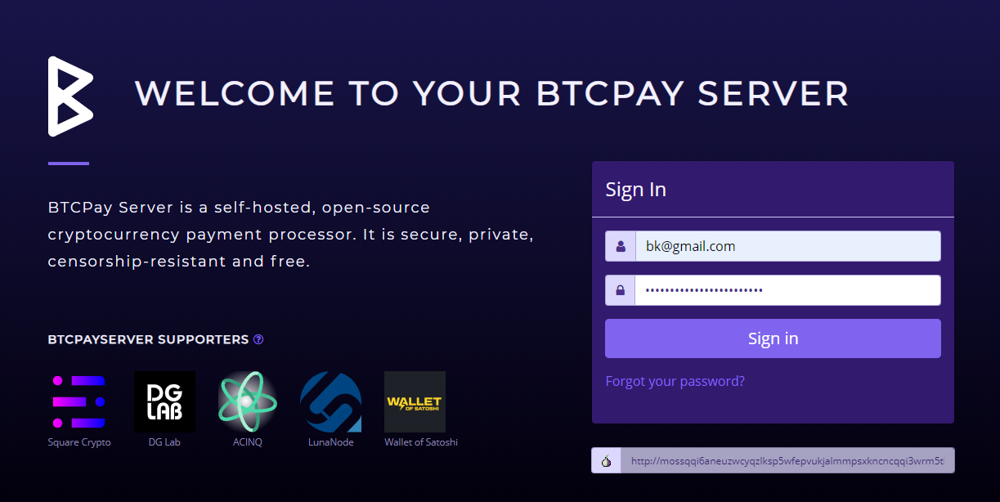 WELCOME TO YOUR BTCPAY SERVER
BTCPay Server is a self-hosted, open-source
cryptocurrency payment processor. It is secure, private,
censorship-resistant and free.
BTCPAYSERVER SUPPORTERS
DG
LAB
WALLET
OF SATOSHI
Square Crypto
DG Lab
ACINQ
LunaNode
Wallet of Satoshi
Sign In
bk@gmail.com
••••••••••••••••••••••••
Sign in
Forgot your password?
http://mossqqi6aneuzwcyqzlksp5wfepvukjalmmpsxkncncqqi3wrm5t